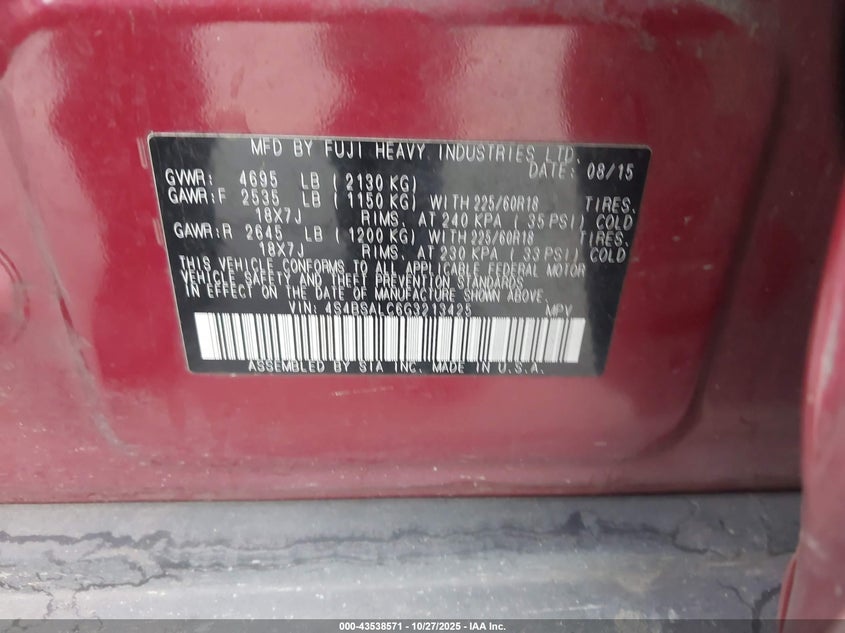 MFD BY FUJI HEAVY INDUSTRIES LTD.
DATE: 08/15
GVWR: 4695 LB (2130 KG)
GAWR:F 2535 LB (1150 KG) WITH 225/60R18 TIRES.
18X7J RIMS. AT 240 KPA (35 PSI) COLD
GAWR:R 2645 LB (1200 KG) WITH 225/60R18 TIRES.
18X7J RIMS. AT 230 KPA (33 PSI) COLD
THIS VEHICLE CONFORMS TO ALL APPLICABLE FEDERAL MOTOR
VEHICLE SAFETY AND THEFT PREVENTION STANDARDS
IN EFFECT ON THE DATE OF MANUFACTURE SHOWN ABOVE.
VIN: 4S4BSALC6G3213425 MPV
ASSEMBLED BY SIA INC. MADE IN U.S.A.
000-43538571 - 10/27/2025 - IAA Inc.